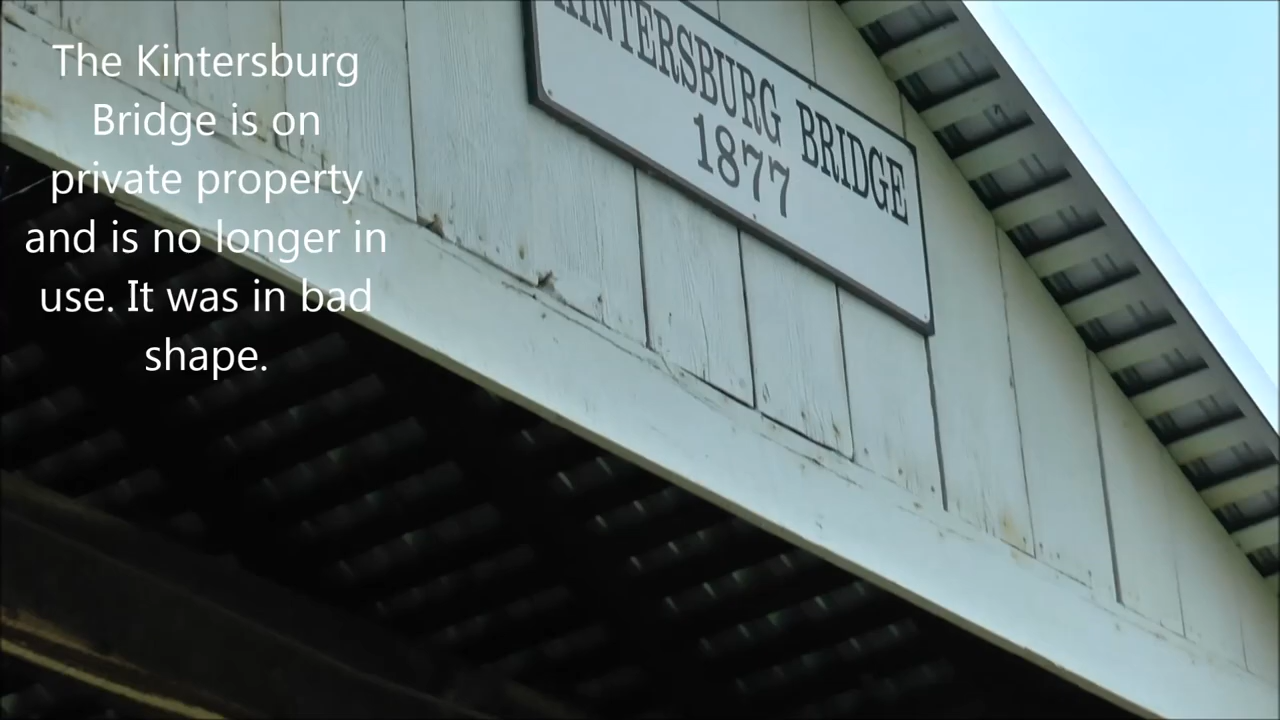 The Kintersburg
Bridge is on
private property
and is no longer in
use. It was in bad
shape.
KINTERSBURG BRIDGE
1877